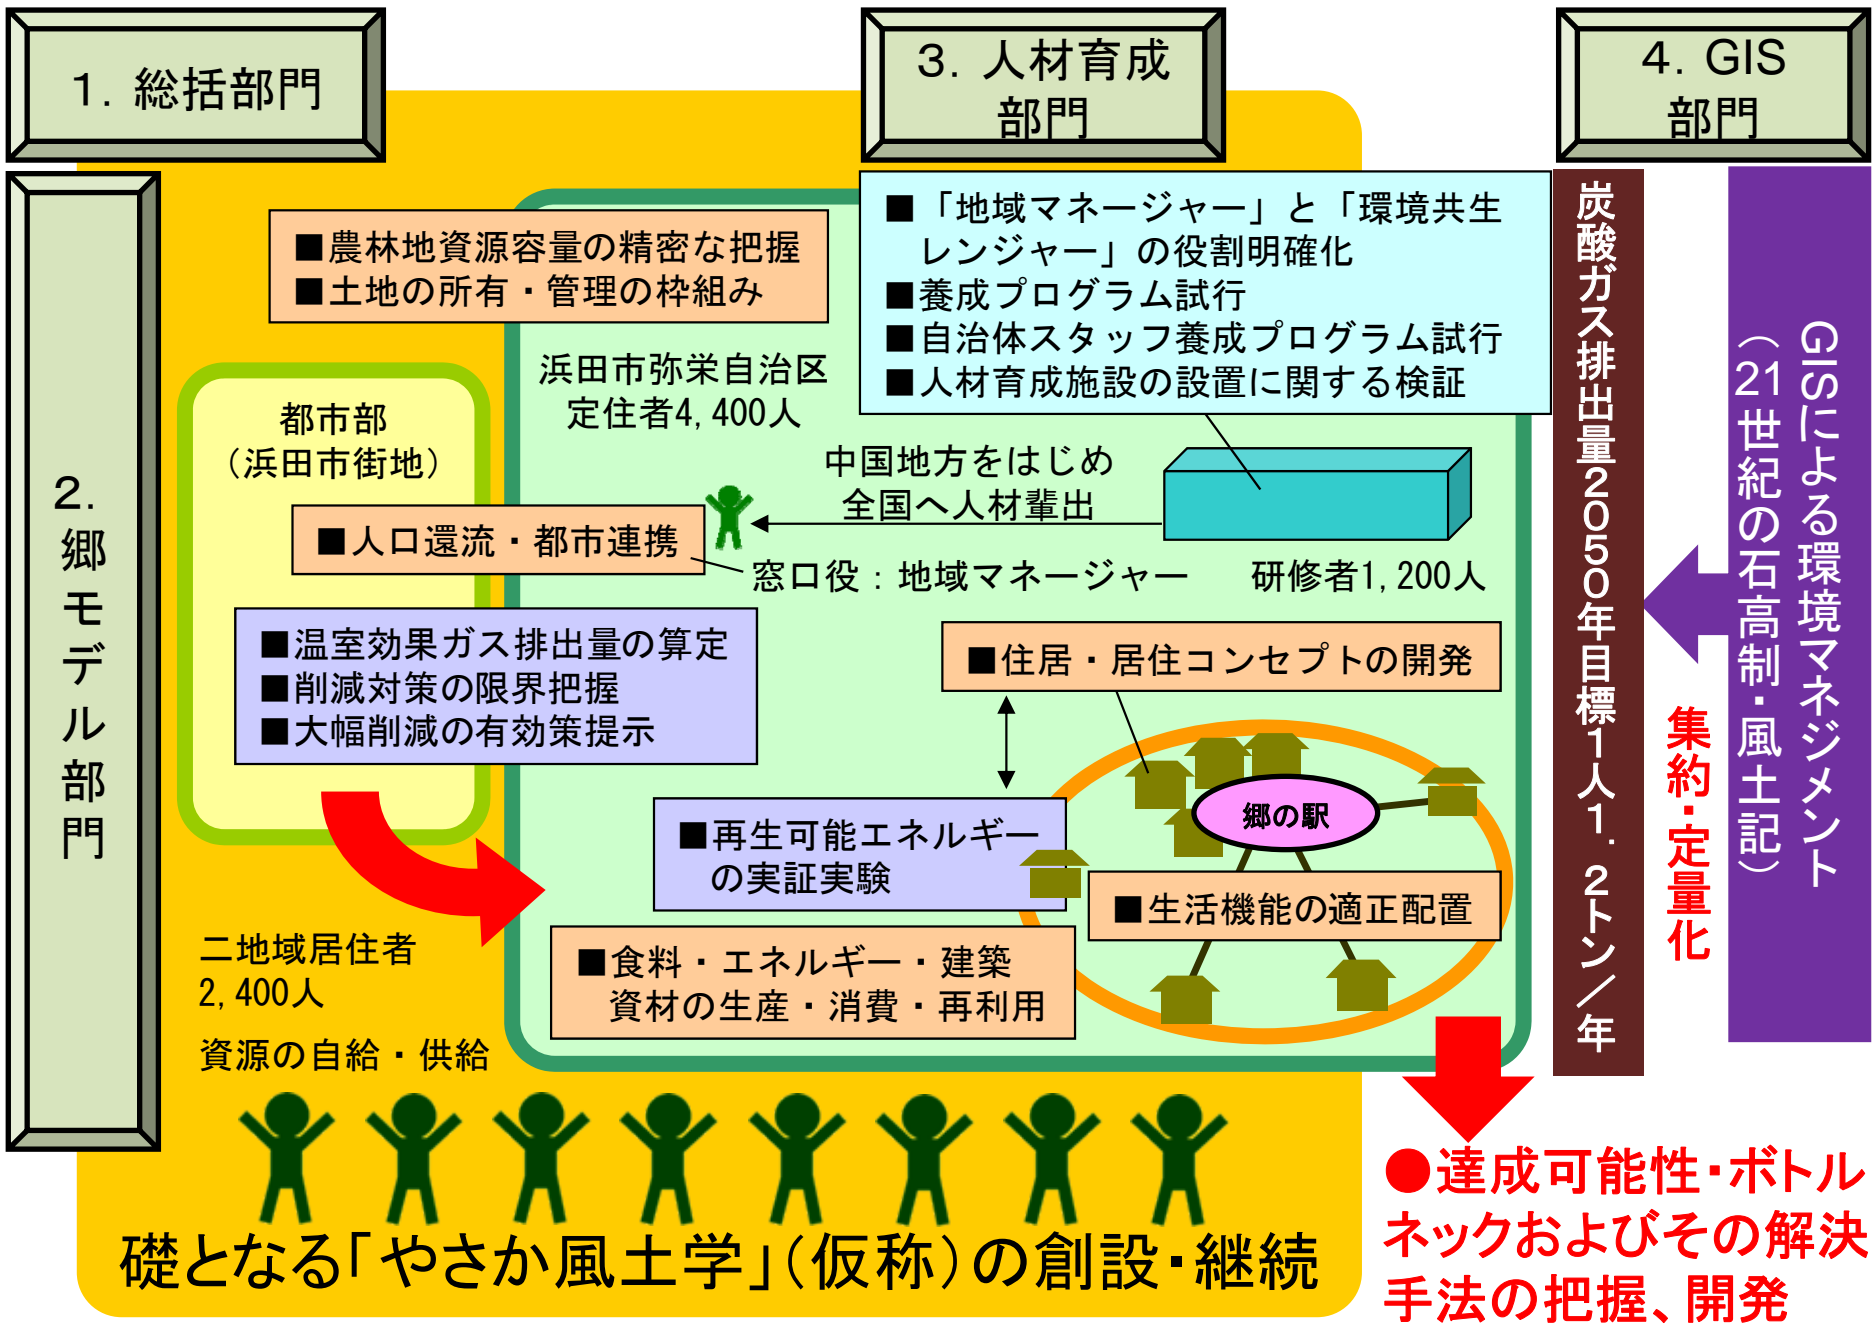 1．総括部門
3．人材育成
部門
4．GIS
部門
2．
郷
モ
デ
ル
部
門
■農林地資源容量の精密な把握
■土地の所有・管理の枠組み
■「地域マネージャー」と「環境共生
レンジャー」の役割明確化
■養成プログラム試行
■自治体スタッフ養成プログラム試行
■人材育成施設の設置に関する検証
浜田市弥栄自治区
定住者4,400人
都市部
（浜田市街地）
中国地方をはじめ
全国へ人材輩出
■人口還流・都市連携
窓口役：地域マネージャー
研修者1,200人
■温室効果ガス排出量の算定
■削減対策の限界把握
■大幅削減の有効策提示
■住居・居住コンセプトの開発
郷の駅
■再生可能エネルギー
の実証実験
■生活機能の適正配置
■食料・エネルギー・建築
資材の生産・消費・再利用
二地域居住者
2,400人
資源の自給・供給
礎となる「やさか風土学」（仮称）の創設・継続
炭酸ガス排出量2050年目標1人1．2トン／年
集約・定量化
GISによる環境マネジメント
（21世紀の石高制・風土記）
●達成可能性・ボトル
ネックおよびその解決
手法の把握、開発